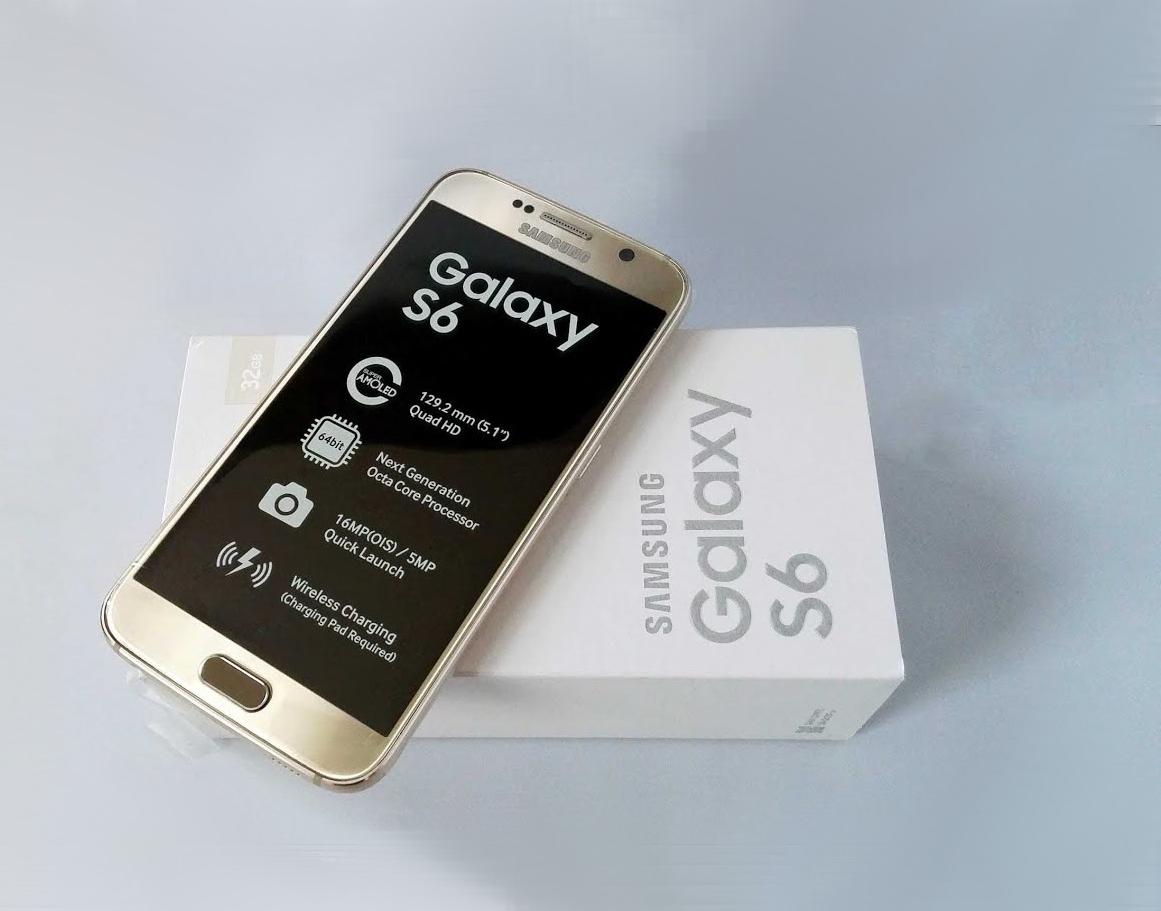 SAMSUNG
Galaxy
S6
SUPER
AMOLED
129.2 mm (5.1")
Quad HD
64bit
Next Generation
Octa Core Processor
16MP(OIS) / 5MP
Quick Launch
Wireless Charging
(Charging Pad Required)
32GB
SAMSUNG
Galaxy
S6